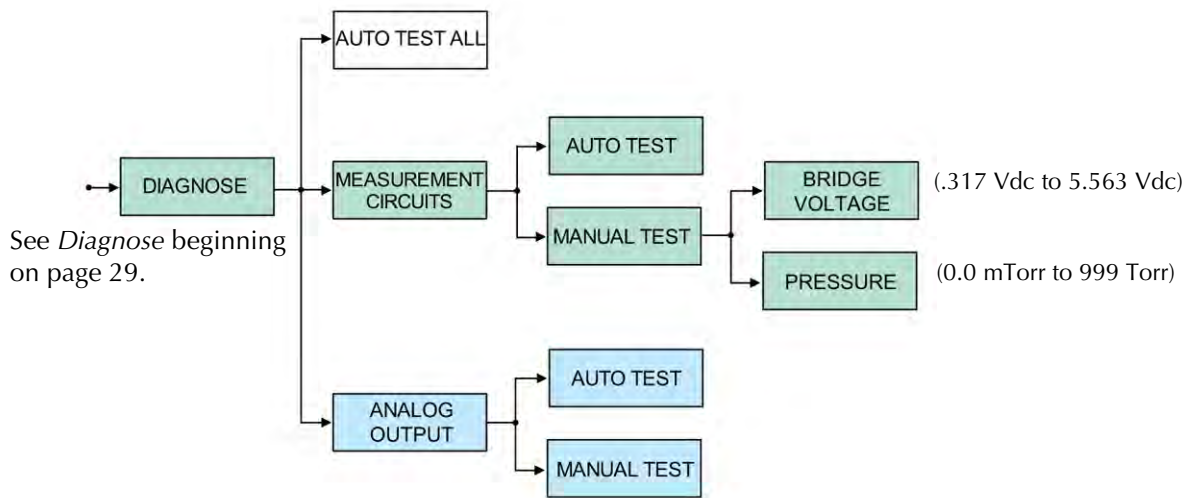 AUTO TEST ALL
DIAGNOSE
See Diagnose beginning
on page 29.
MEASUREMENT
CIRCUITS
AUTO TEST
MANUAL TEST
BRIDGE
VOLTAGE
(.317 Vdc to 5.563 Vdc)
PRESSURE
(0.0 mTorr to 999 Torr)
ANALOG
OUTPUT
AUTO TEST
MANUAL TEST